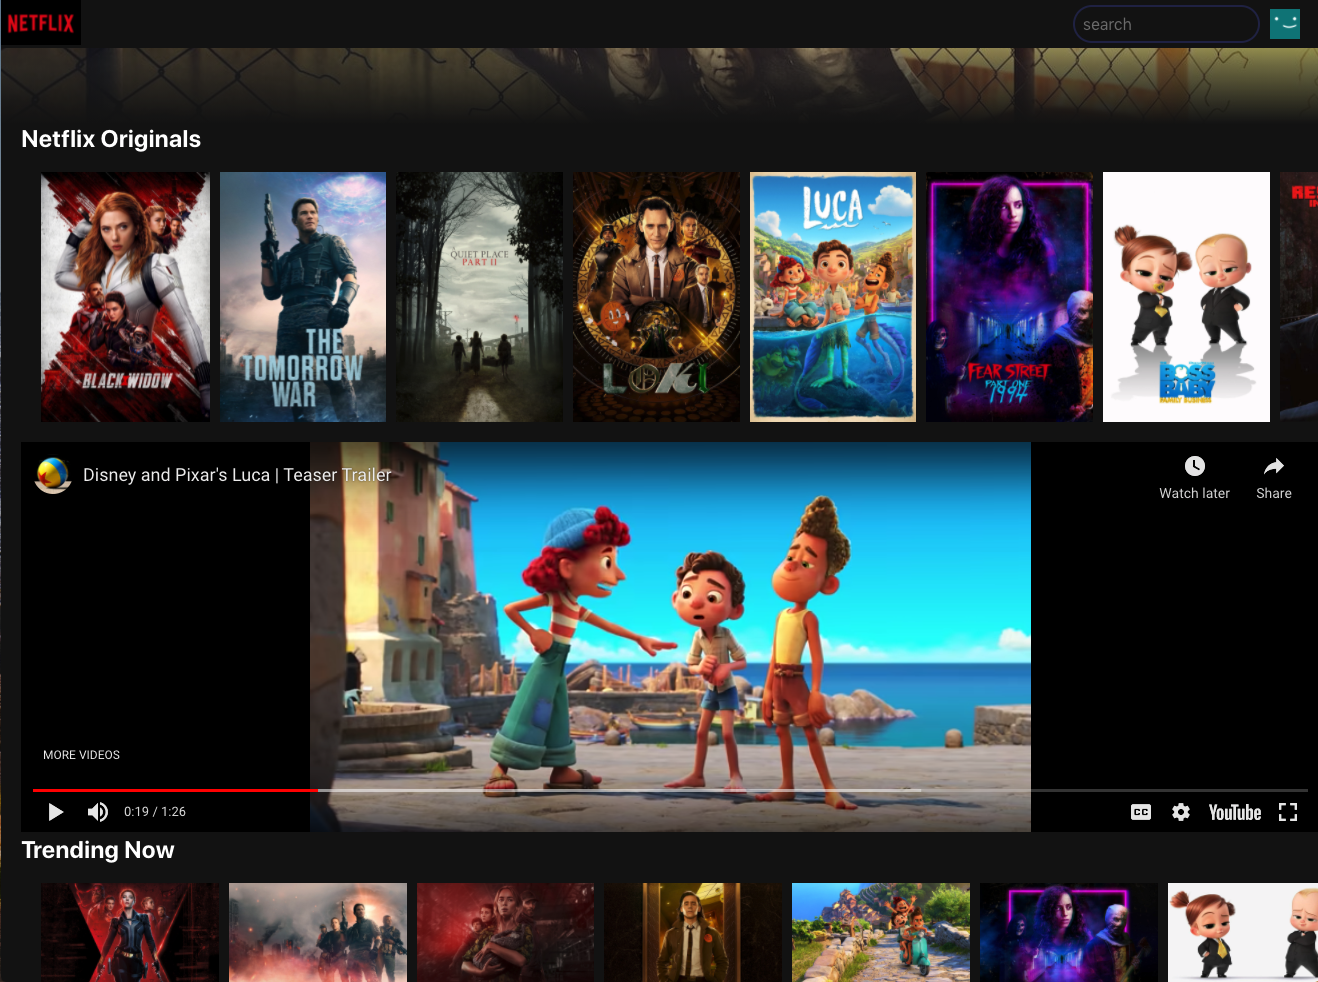 NETFLIX
search
Netflix Originals
BLACK WIDOW
THE
TOMORROW
WAR
A
QUIET PLACE
PART II
LOKI
LUCA
FEAR STREET
PART ONE
1994
BOSS
BABY
FAMILY BUSINESS
Disney and Pixar's Luca | Teaser Trailer
Watch later
Share
MORE VIDEOS
0:19 / 1:26
CC
YouTube
Trending Now